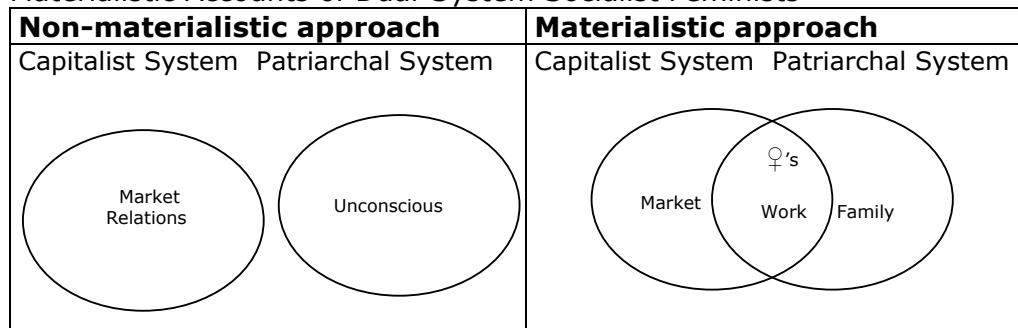 Materialistic Accounts of Dual System Socialist Feminists
Non-materialistic approach
Capitalist System Patriarchal System
Market
Relations
Unconscious
Materialistic approach
Capitalist System Patriarchal System
♀'s
Market
Work
Family